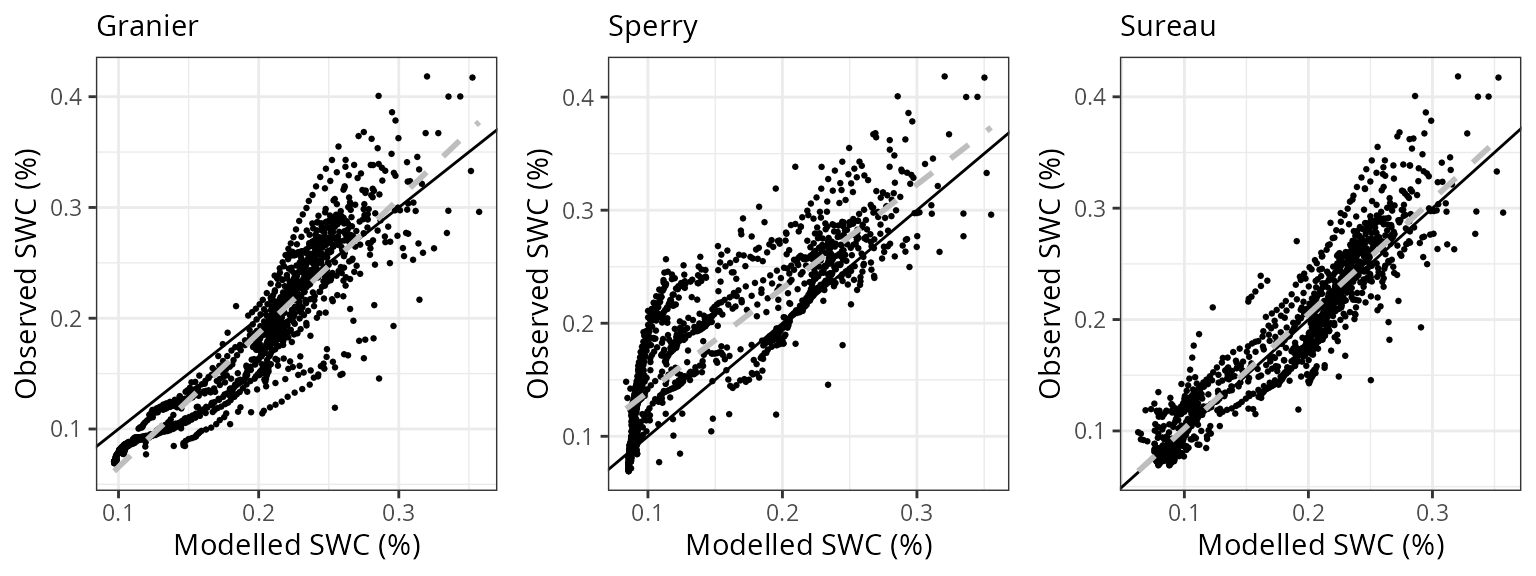 Granier
Observed SWC (%)
0.4
0.3
0.2
0.1
0.1 0.2 0.3
Modelled SWC (%)
Sperry
Observed SWC (%)
0.4
0.3
0.2
0.1
0.1 0.2 0.3
Modelled SWC (%)
Sureau
Observed SWC (%)
0.4
0.3
0.2
0.1
0.1 0.2 0.3
Modelled SWC (%)